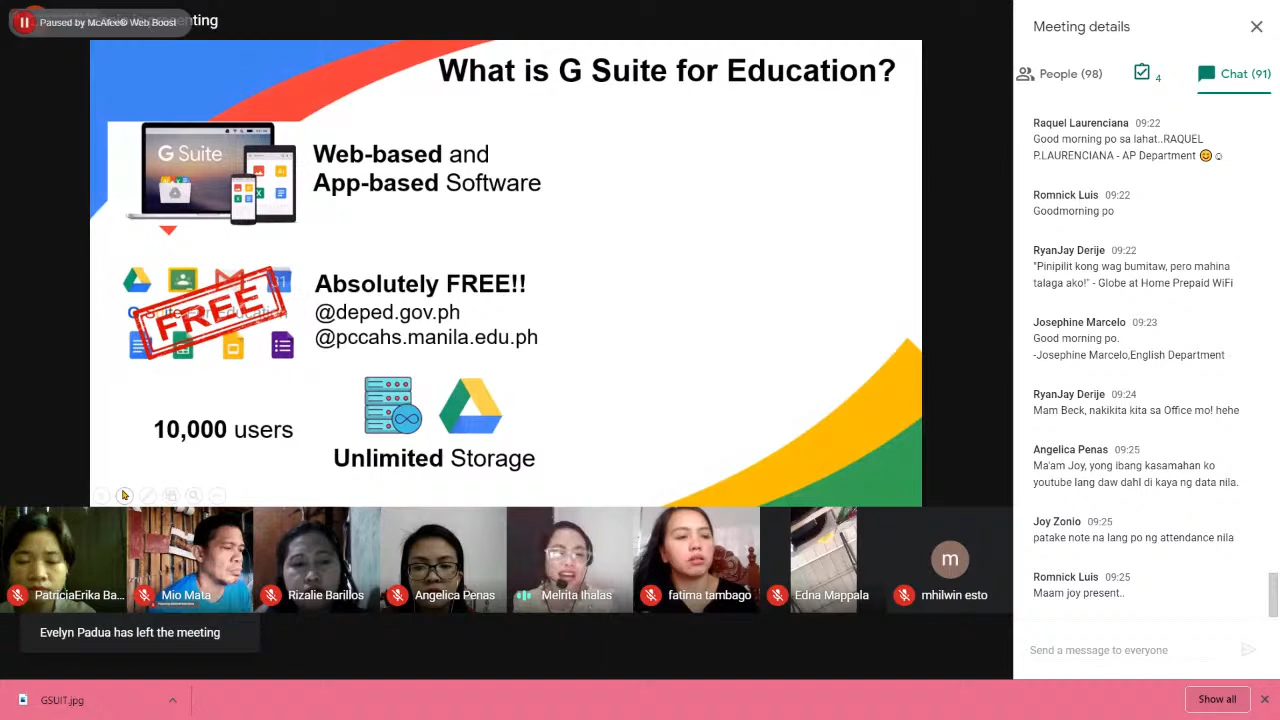 Paused by McAfee® Web Boost
nting
What is G Suite for Education?
G Suite
Web-based and
App-based Software
FREE
Absolutely FREE!!
@deped.gov.ph
@pccahs.manila.edu.ph
10,000 users
Unlimited Storage
PatriciaErika Ba...
Mio Mata
Rizalie Barillos
Angelica Penas
Melrita Ihalas
fatima tambago
Edna Mappala
m
mhilwin esto
Evelyn Padua has left the meeting
GSUIT.jpg
Show all
Meeting details
People (98)
4
Chat (91)
Raquel Laurenciana 09:22
Good morning po sa lahat..RAQUEL
P.LAURENCIANA - AP Department 😊☺
Romnick Luis 09:22
Goodmorning po
RyanJay Derije 09:22
"Pinipilit kong wag bumitaw, pero mahina
talaga ako!" - Globe at Home Prepaid WiFi
Josephine Marcelo 09:23
Good morning po.
-Josephine Marcelo,English Department
RyanJay Derije 09:24
Mam Beck, nakikita kita sa Office mo! hehe
Angelica Penas 09:25
Ma'am Joy, yong ibang kasamahan ko
youtube lang daw dahl di kaya ng data nila.
Joy Zonio 09:25
patake note na lang po ng attendance nila
Romnick Luis 09:25
Maam joy present..
Send a message to everyone